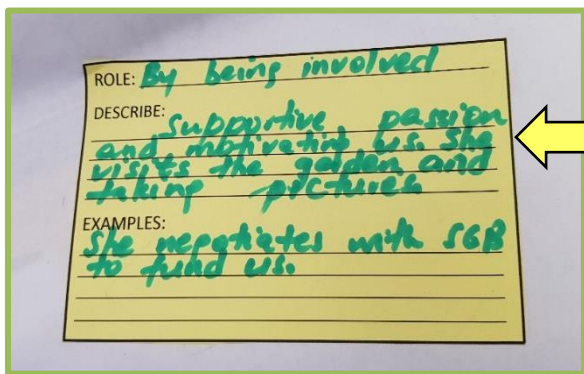 ROLE: By being involved
DESCRIBE:
Supportive passion
and motivating us. She
visits the garden and
taking pictures
EXAMPLES:
She negotiates with SGB
to fund us.